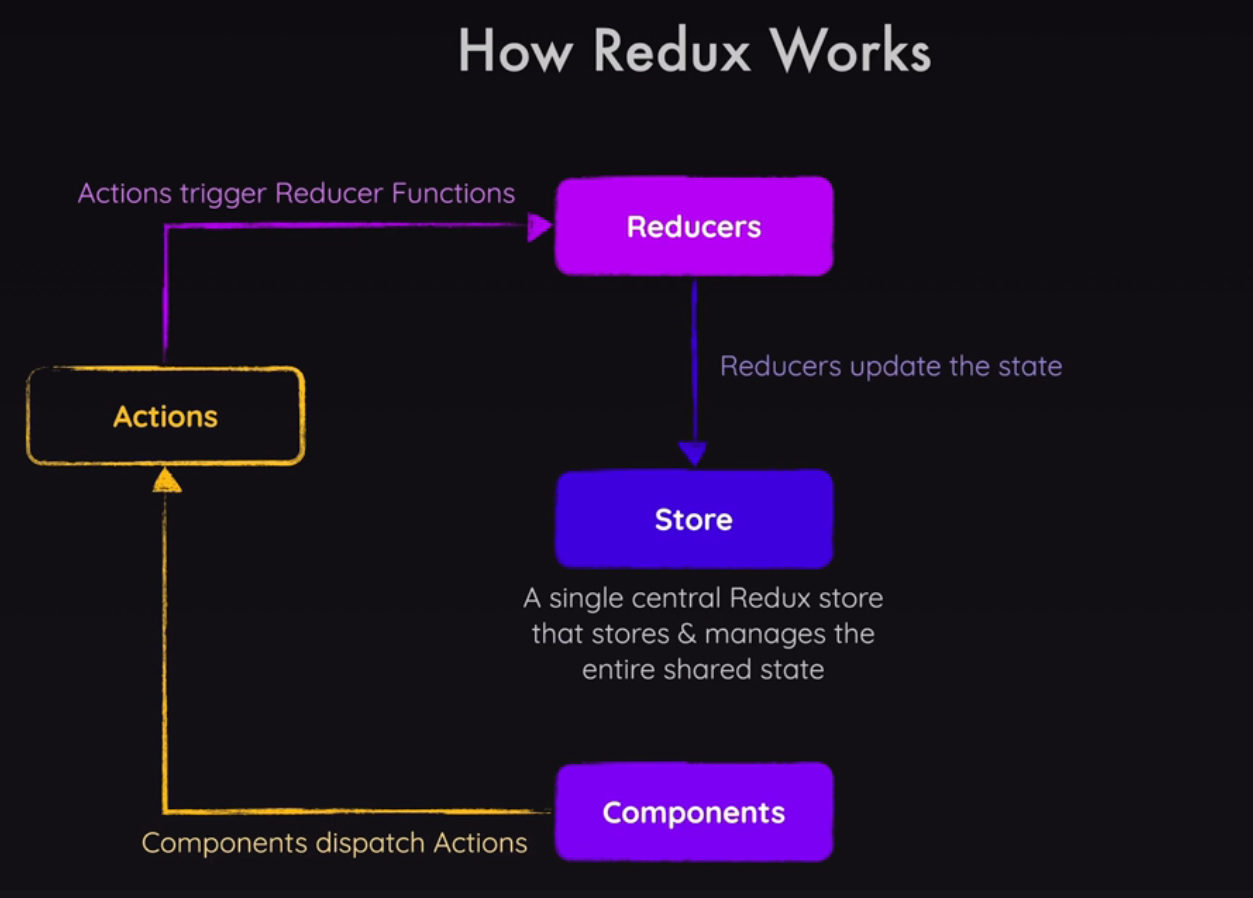 How Redux Works
Actions trigger Reducer Functions
Reducers
Reducers update the state
Actions
Store
A single central Redux store
that stores & manages the
entire shared state
Components
Components dispatch Actions